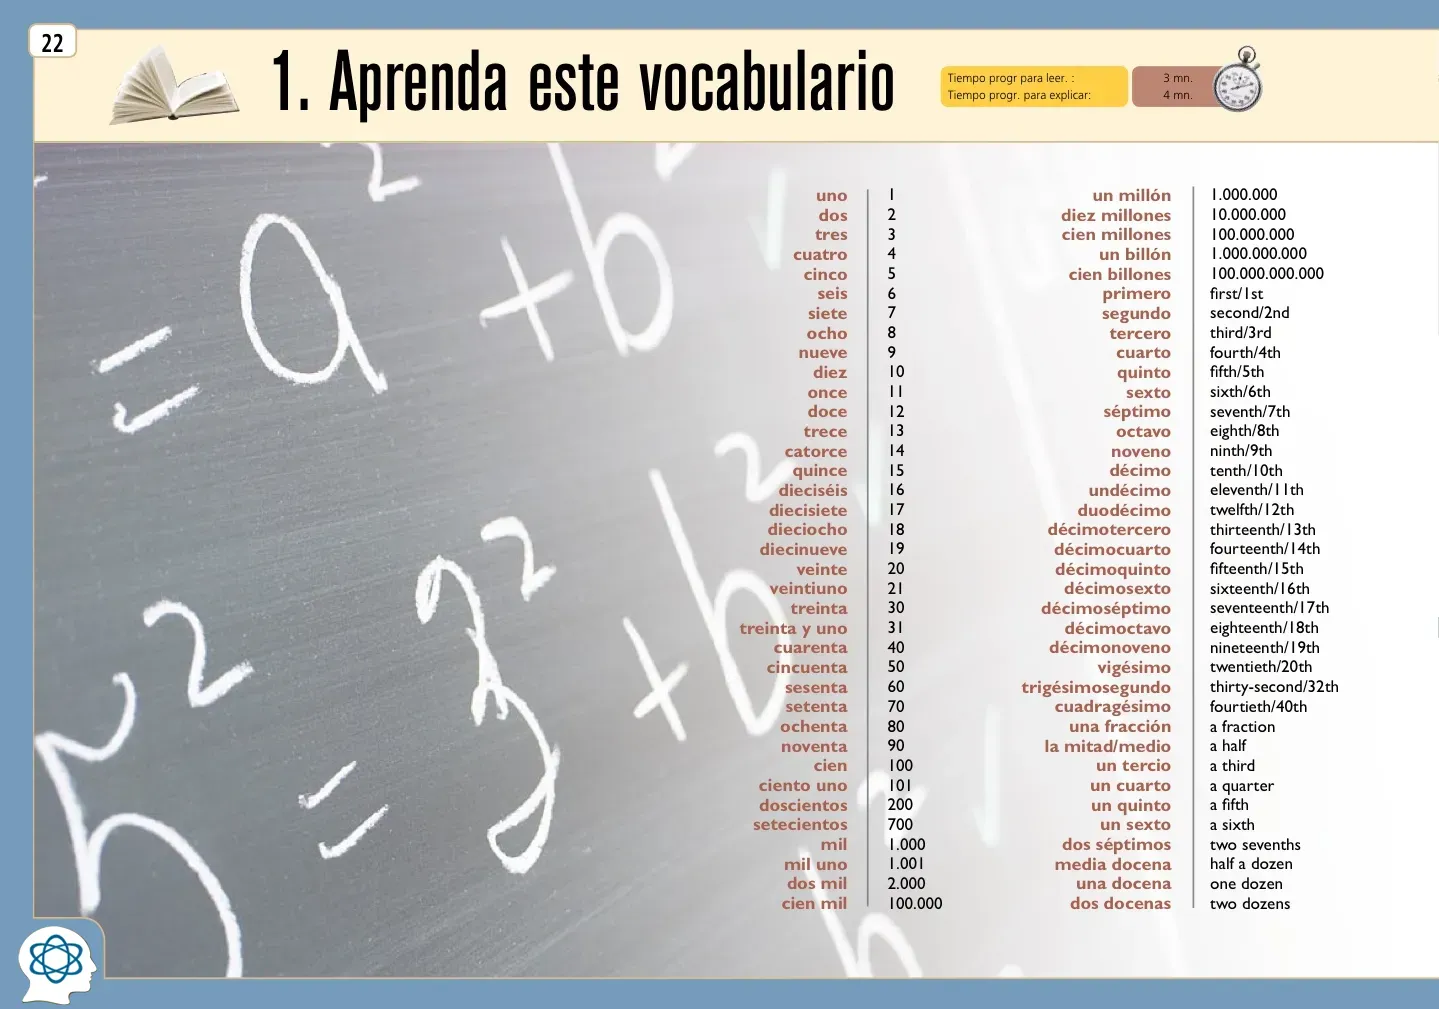 22
1. Aprenda este vocabulario
Tiempo progr para leer. : 3 mn.
Tiempo progr. para explicar: 4 mn.
= a² + b²
uno 1
dos 2
tres 3
cuatro 4
cinco 5
seis 6
siete 7
ocho 8
nueve 9
diez 10
once 11
doce 12
trece 13
catorce 14
quince 15
dieciséis 16
diecisiete 17
dieciocho 18
diecinueve 19
veinte 20
veintiuno 21
treinta 30
treinta y uno 31
cuarenta 40
cincuenta 50
sesenta 60
setenta 70
ochenta 80
noventa 90
cien 100
ciento uno 101
doscientos 200
setecientos 700
mil 1.000
mil uno 1.001
dos mil 2.000
cien mil 100.000
un millón 1.000.000
diez millones 10.000.000
cien millones 100.000.000
un billón 1.000.000.000
cien billones 100.000.000.000
primero first/1st
segundo second/2nd
tercero third/3rd
cuarto fourth/4th
quinto fifth/5th
sexto sixth/6th
séptimo seventh/7th
octavo eighth/8th
noveno ninth/9th
décimo tenth/10th
undécimo eleventh/11th
duodécimo twelfth/12th
décimotercero thirteenth/13th
décimocuarto fourteenth/14th
décimoquinto fifteenth/15th
décimosexto sixteenth/16th
décimoséptimo seventeenth/17th
décimoctavo eighteenth/18th
décimonoveno nineteenth/19th
vigésimo twentieth/20th
trigésimosegundo thirty-second/32th
cuadragésimo fourtieth/40th
una fracción a fraction
la mitad/medio a half
un tercio a third
un cuarto a quarter
un quinto a fifth
un sexto a sixth
dos séptimos two sevenths
media docena half a dozen
una docena one dozen
dos docenas two dozens